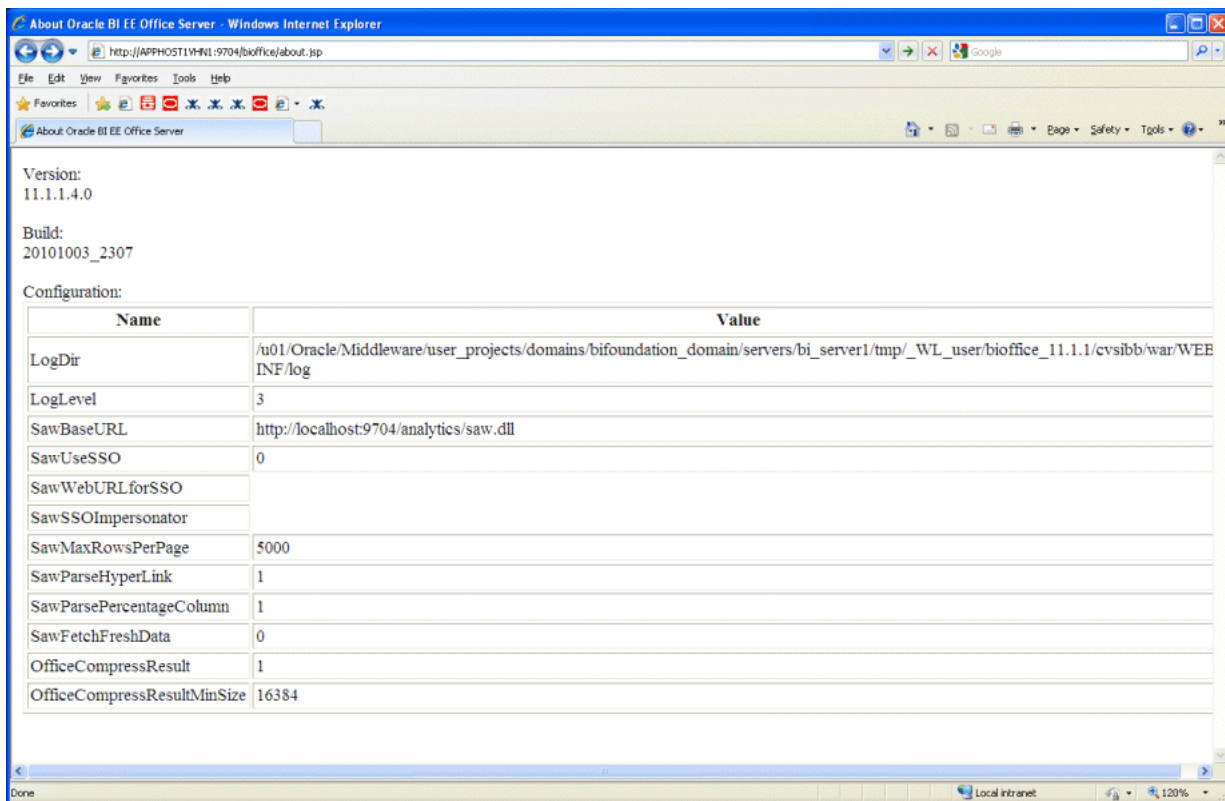 About Oracle BI EE Office Server - Windows Internet Explorer
http://APPHOST1VHN1:9704/bioffice/about.jsp
Google
File Edit View Favorites Tools Help
Favorites
About Oracle BI EE Office Server
Page Safety Tools
Version:
11.1.1.4.0
Build:
20101003_2307
Configuration:
Name Value
LogDir /u01/Oracle/Middleware/user_projects/domains/bifoundation_domain/servers/bi_server1/tmp/_WL_user/bioffice_11.1.1/cvsibb/war/WEB
INF/log
LogLevel 3
SawBaseURL http://localhost:9704/analytics/saw.dll
SawUseSSO 0
SawWebURLforSSO
SawSSOImpersonator
SawMaxRowsPerPage 5000
SawParseHyperLink 1
SawParsePercentageColumn 1
SawFetchFreshData 0
OfficeCompressResult 1
OfficeCompressResultMinSize 16384
Done Local intranet 120%